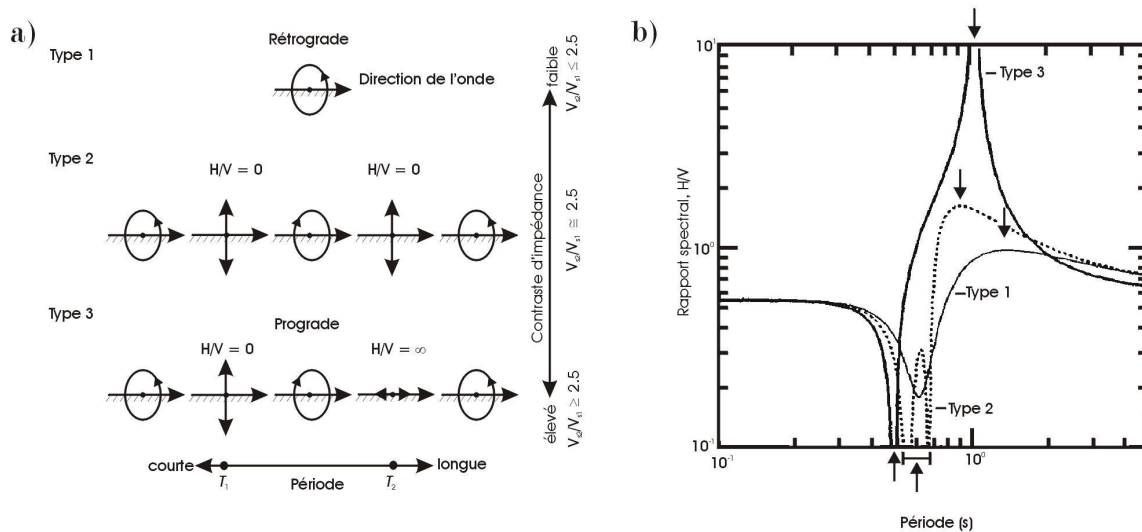 a)
Type 1
Rétrograde
Direction de l'onde
Type 2
H/V = 0
H/V = 0
Type 3
Prograde
H/V = 0
H/V = ∞
courte
T₁
Période
T₂
longue
faible
Vs2/Vs1 ≤ 2.5
Contraste d'impédance
Vs2/Vs1 ≅ 2.5
élevé
Vs2/Vs1 ≥ 2.5
b)
10¹
Type 3
Rapport spectral, H/V
10⁰
Type 1
Type 2
10⁻¹
10⁻¹
10⁰
Période (s)